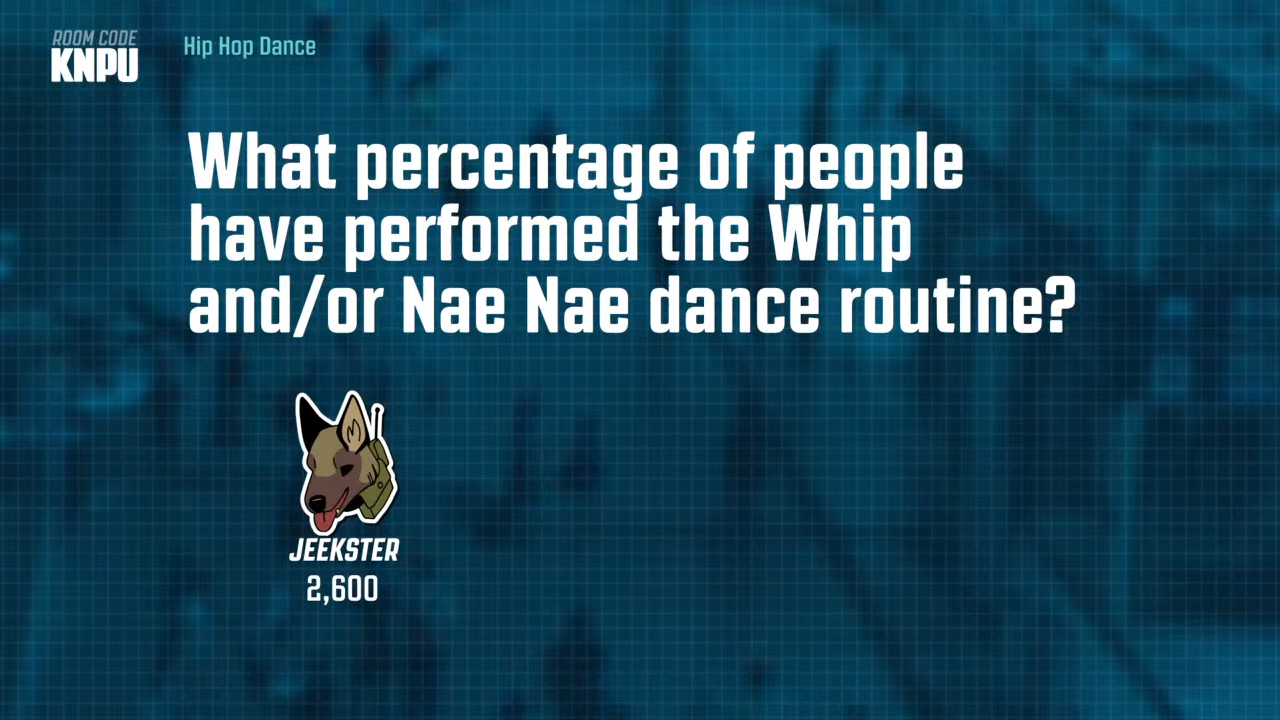 ROOM CODE
KNPU
Hip Hop Dance
What percentage of people
have performed the Whip
and/or Nae Nae dance routine?
JEEKSTER
2,600